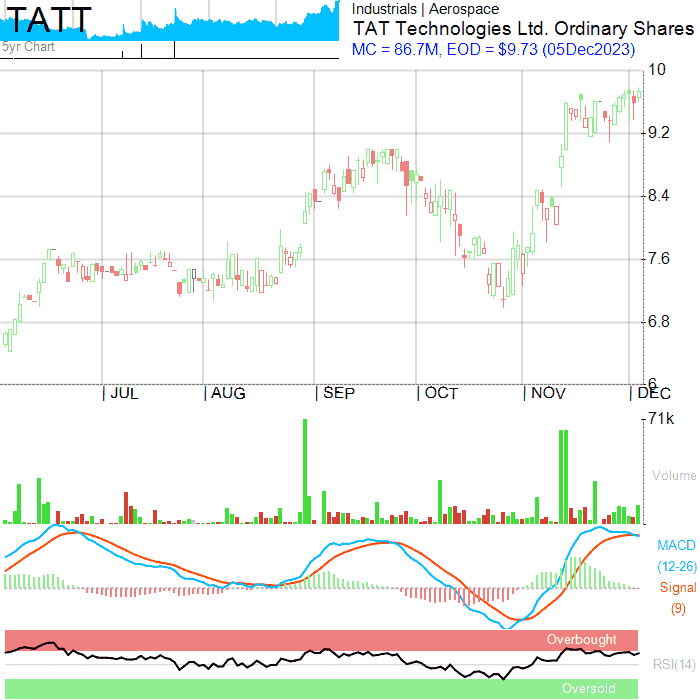 TATT
5yr Chart
Industrials | Aerospace
TAT Technologies Ltd. Ordinary Shares
MC = 86.7M, EOD = $9.73 (05Dec2023)
10
9.2
8.4
7.6
6.8
6
| JUL | AUG | SEP | OCT | NOV | DEC
71k
Volume
MACD
(12-26)
Signal
(9)
Overbought
RSI(14)
Oversold